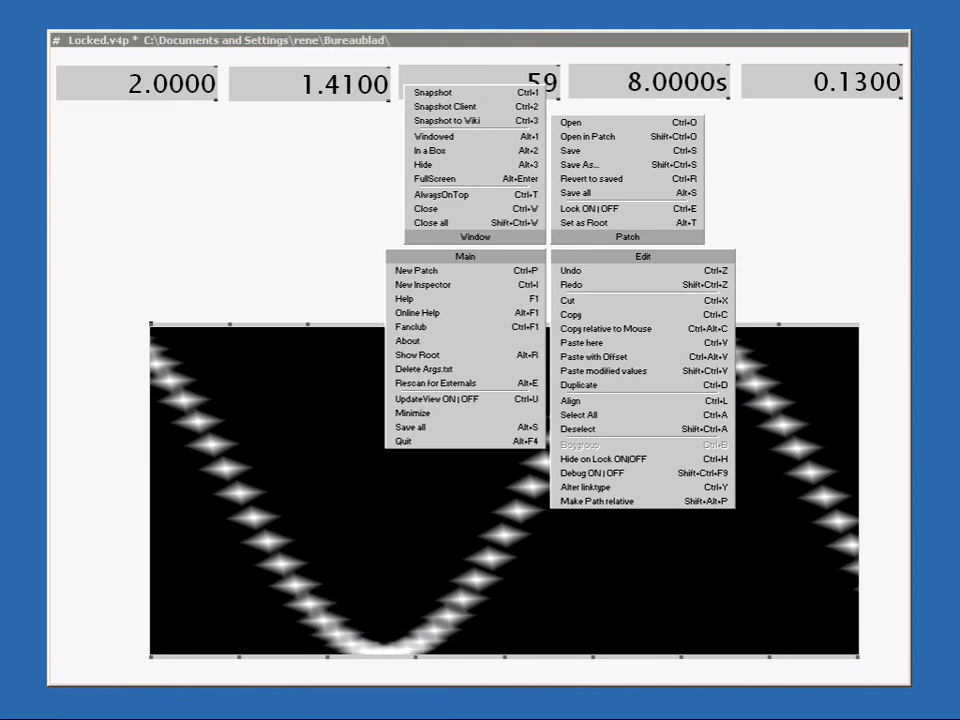 # Locked.v4p * C:\Documents and Settings\rene\Bureaublad\
2.0000
1.4100
59
8.0000s
0.1300
Snapshot Ctrl+1
Snapshot Client Ctrl+2
Snapshot to Wiki Ctrl+3
Windowed Alt+1
In a Box Alt+2
Hide Alt+3
FullScreen Alt+Enter
AlwaysOnTop Ctrl+T
Close Ctrl+W
Close all Shift+Ctrl+W
Window
Open Ctrl+O
Open in Patch Shift+Ctrl+O
Save Ctrl+S
Save As... Shift+Ctrl+S
Revert to saved Ctrl+R
Save all Alt+S
Lock ON | OFF Ctrl+E
Set as Root Alt+T
Patch
Main
New Patch Ctrl+P
New Inspector Ctrl+I
Help F1
Online Help Alt+F1
Fanclub Ctrl+F1
About
Show Root Alt+R
Delete Args.txt
Rescan for Externals Alt+E
UpdateView ON | OFF Ctrl+U
Minimize
Save all Alt+S
Quit Alt+F4
Edit
Undo Ctrl+Z
Redo Shift+Ctrl+Z
Cut Ctrl+X
Copy Ctrl+C
Copy relative to Mouse Ctrl+Alt+C
Paste here Ctrl+V
Paste with Offset Ctrl+Alt+V
Paste modified values Shift+Ctrl+V
Duplicate Ctrl+D
Align Ctrl+L
Select All Ctrl+A
Deselect Shift+Ctrl+A
Boygroup Ctrl+B
Hide on Lock ON|OFF Ctrl+H
Debug ON | OFF Shift+Ctrl+F9
Alter linktype Ctrl+Y
Make Path relative Shift+Alt+P